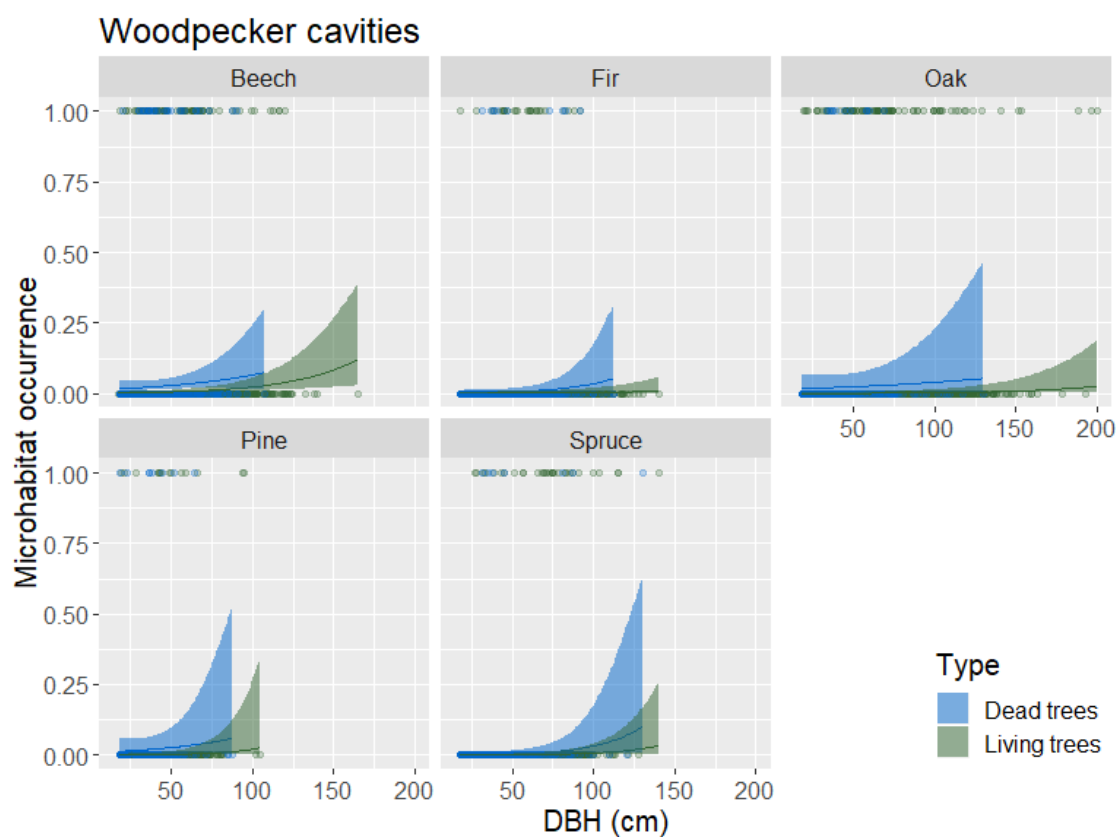 Woodpecker cavities
Beech
Fir
Oak
1.00
0.75
0.50
0.25
0.00
50
100
150
200
Pine
Spruce
1.00
0.75
0.50
0.25
0.00
50
100
150
200
50
100
150
200
Microhabitat occurrence
DBH (cm)
Type
Dead trees
Living trees